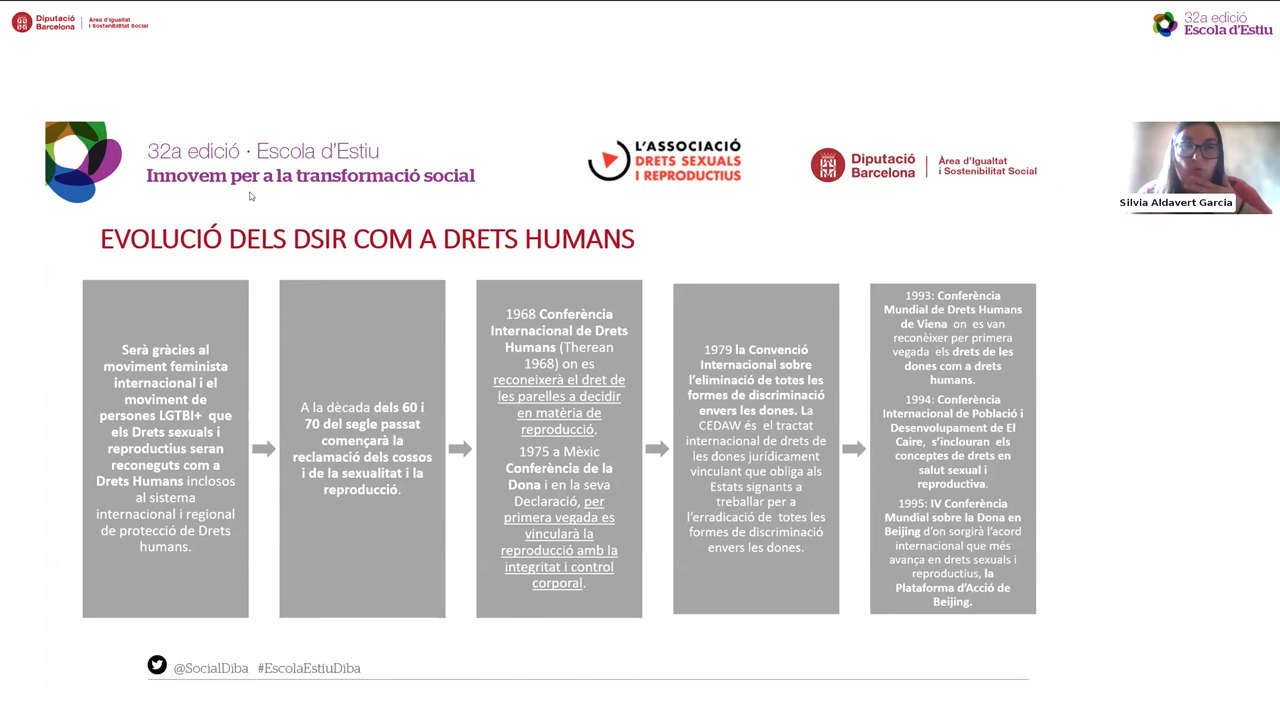 Diputació
Barcelona
Àrea d'Igualtat
i Sostenibilitat Social
32a edició
Escola d'Estiu
32a edició · Escola d'Estiu
Innovem per a la transformació social
L'ASSOCIACIÓ
DRETS SEXUALS
I REPRODUCTIUS
Diputació
Barcelona
Àrea d'Igualtat
i Sostenibilitat Social
Silvia Aldavert Garcia
EVOLUCIÓ DELS DSIR COM A DRETS HUMANS
Serà gràcies al
moviment feminista
internacional i el
moviment de
persones LGTBI+ que
els Drets sexuals i
reproductius seran
reconeguts com a
Drets Humans inclosos
al sistema
internacional i regional
de protecció de Drets
humans.
A la dècada dels 60 i
70 del segle passat
començarà la
reclamació dels cossos
i de la sexualitat i la
reproducció.
1968 Conferència
Internacional de Drets
Humans (Therean
1968) on es
reconeixerà el dret de
les parelles a decidir
en matèria de
reproducció.
1975 a Mèxic
Conferència de la
Dona i en la seva
Declaració, per
primera vegada es
vincularà la
reproducció amb la
integritat i control
corporal.
1979 la Convenció
Internacional sobre
l'eliminació de totes les
formes de discriminació
envers les dones. La
CEDAW és el tractat
internacional de drets de
les dones jurídicament
vinculant que obliga als
Estats signants a
treballar per a
l'erradicació de totes les
formes de discriminació
envers les dones.
1993: Conferència
Mundial de Drets Humans
de Viena on es van
reconèixer per primera
vegada els drets de les
dones com a drets
humans.
1994: Conferència
Internacional de Població i
Desenvolupament de El
Caire, s'inclouran els
conceptes de drets en
salut sexual i
reproductiva.
1995: IV Conferència
Mundial sobre la Dona en
Beijing d'on sorgirà l'acord
internacional que més
avança en drets sexuals i
reproductius, la
Plataforma d'Acció de
Beijing.
@SocialDiba #EscolaEstiuDiba